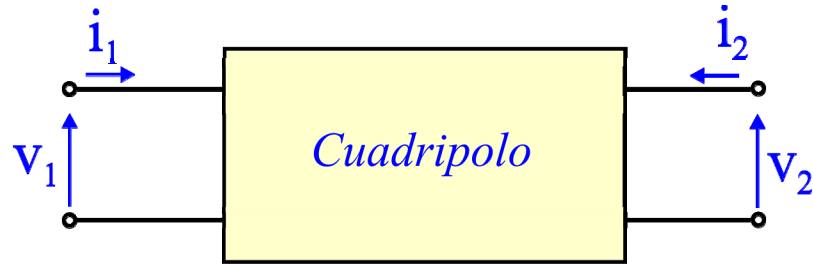 i₁
i₂
v₁
Cuadripolo
v₂